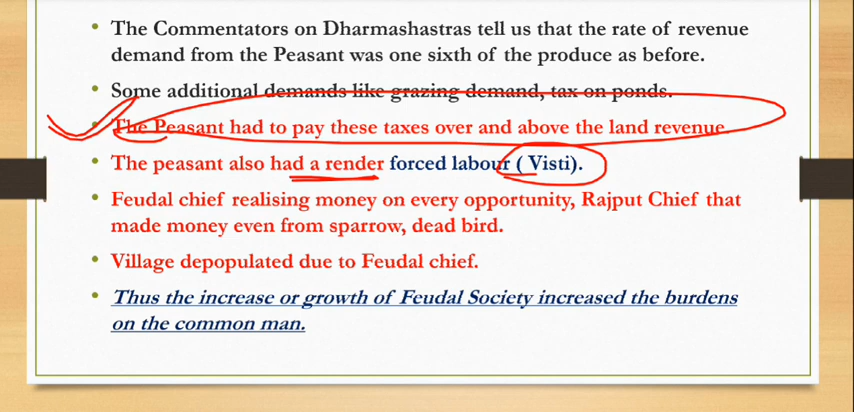 • The Commentators on Dharmashastras tell us that the rate of revenue
demand from the Peasant was one sixth of the produce as before.
• Some additional demands like grazing demand, tax on ponds.
• The Peasant had to pay these taxes over and above the land revenue.
• The peasant also had a render forced labour ( Visti).
• Feudal chief realising money on every opportunity, Rajput Chief that
made money even from sparrow, dead bird.
• Village depopulated due to Feudal chief.
• Thus the increase or growth of Feudal Society increased the burdens
on the common man.